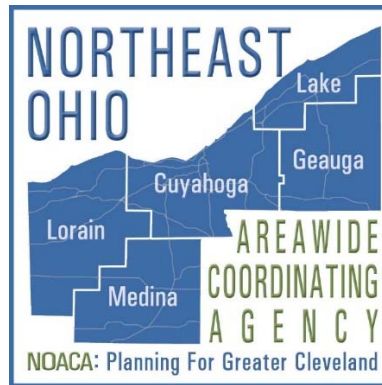 NORTHEAST
OHIO
Lake
Geauga
Cuyahoga
Lorain
Medina
AREAWIDE
COORDINATING
AGENCY
NOACA: Planning For Greater Cleveland